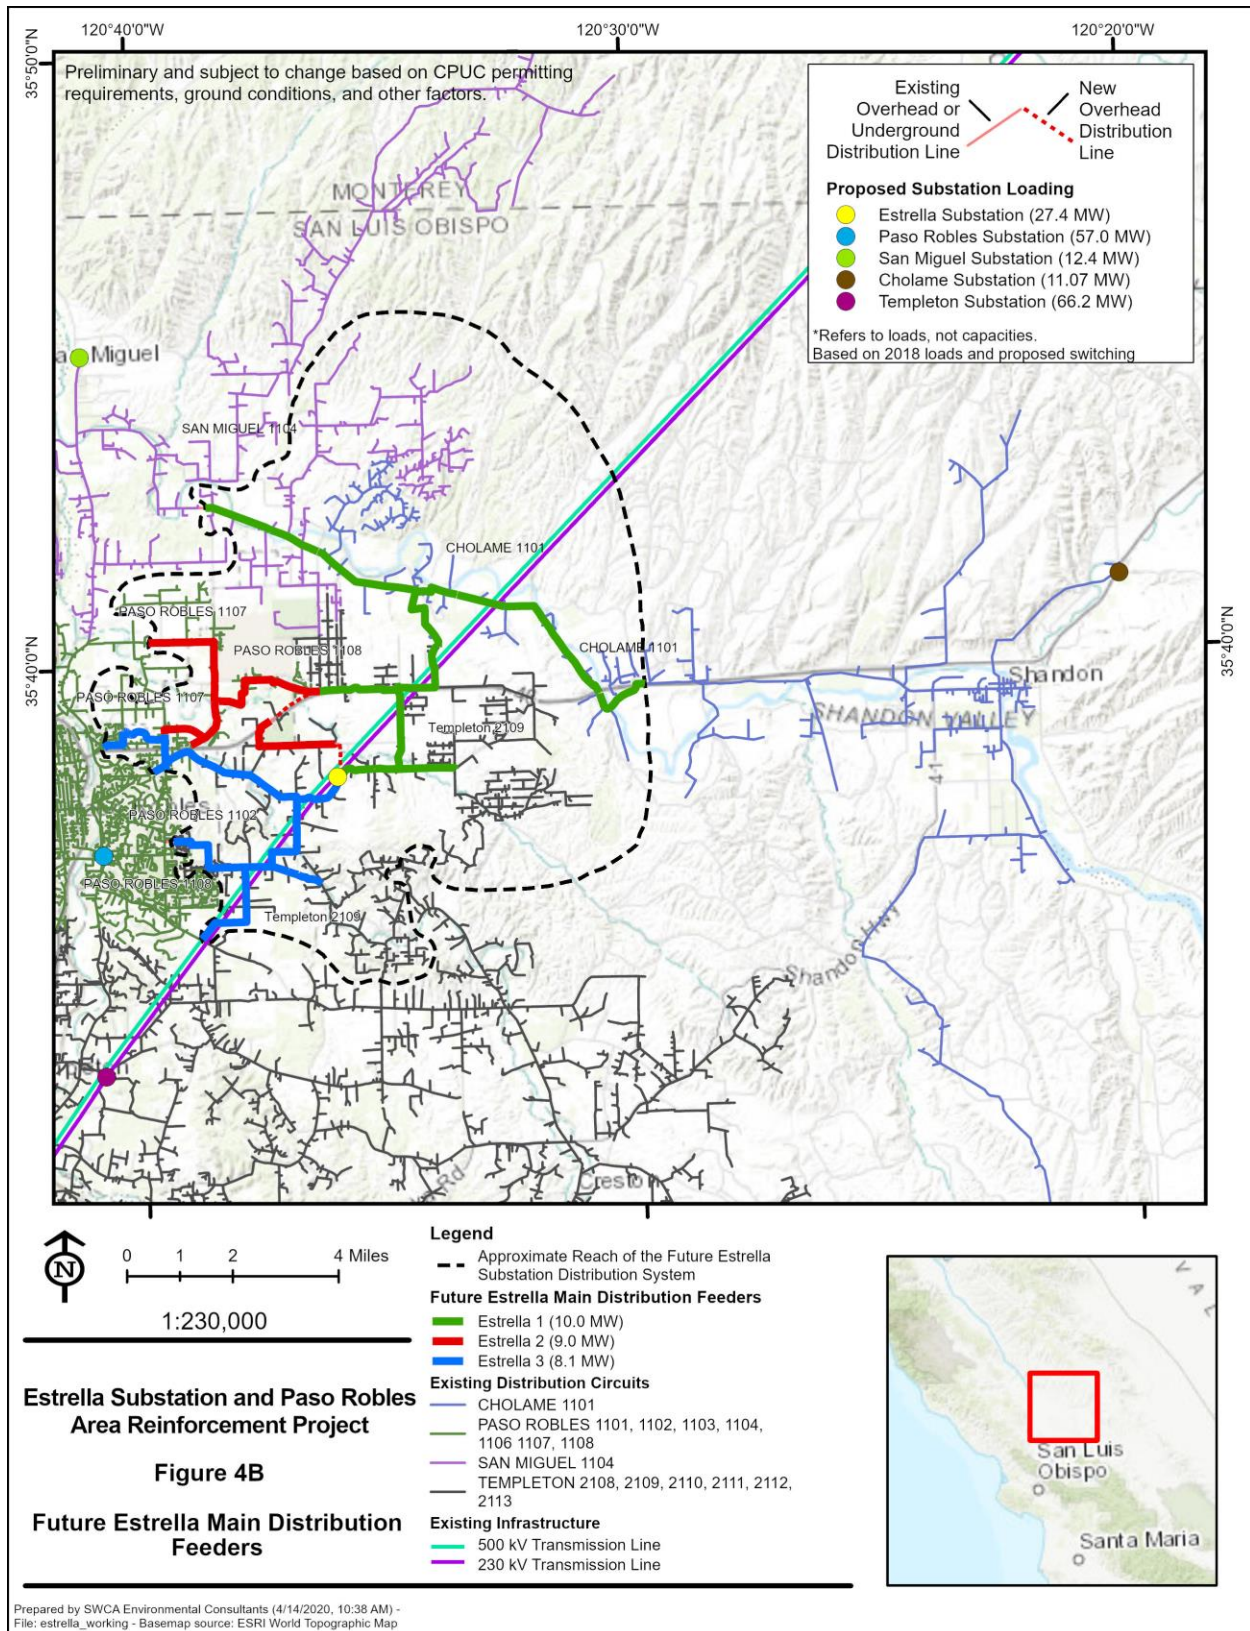 120°40'0"W
120°30'0"W
120°20'0"W
35°50'0"N
Preliminary and subject to change based on CPUC permitting
requirements, ground conditions, and other factors.
Existing
Overhead or
Underground
Distribution Line
New
Overhead
Distribution
Line
Proposed Substation Loading
Estrella Substation (27.4 MW)
Paso Robles Substation (57.0 MW)
San Miguel Substation (12.4 MW)
Cholame Substation (11.07 MW)
Templeton Substation (66.2 MW)
*Refers to loads, not capacities.
Based on 2018 loads and proposed switching
MONTEREY
SAN LUIS OBISPO
a Miguel
SAN MIGUEL 1104
CHOLAME 1101
PASO ROBLES 1107
PASO ROBLES 1108
CHOLAME 1101
35°40'0"N
35°40'0"N
Shandon
PASO ROBLES 1107
46
SHANDON VALLEY
Templeton 2109
41
les
PASO ROBLES 1102
PASO ROBLES 1108
Templeton 2109
Shandon Hwy
Rd
Creston
N
0 1 2 4 Miles
1:230,000
Estrella Substation and Paso Robles
Area Reinforcement Project
Figure 4B
Future Estrella Main Distribution
Feeders
Legend
Approximate Reach of the Future Estrella
Substation Distribution System
Future Estrella Main Distribution Feeders
Estrella 1 (10.0 MW)
Estrella 2 (9.0 MW)
Estrella 3 (8.1 MW)
Existing Distribution Circuits
CHOLAME 1101
PASO ROBLES 1101, 1102, 1103, 1104,
1106 1107, 1108
SAN MIGUEL 1104
TEMPLETON 2108, 2109, 2110, 2111, 2112,
2113
Existing Infrastructure
500 kV Transmission Line
230 kV Transmission Line
V A L
San Luis
Obispo
Santa Maria
Prepared by SWCA Environmental Consultants (4/14/2020, 10:38 AM) -
File: estrella_working - Basemap source: ESRI World Topographic Map